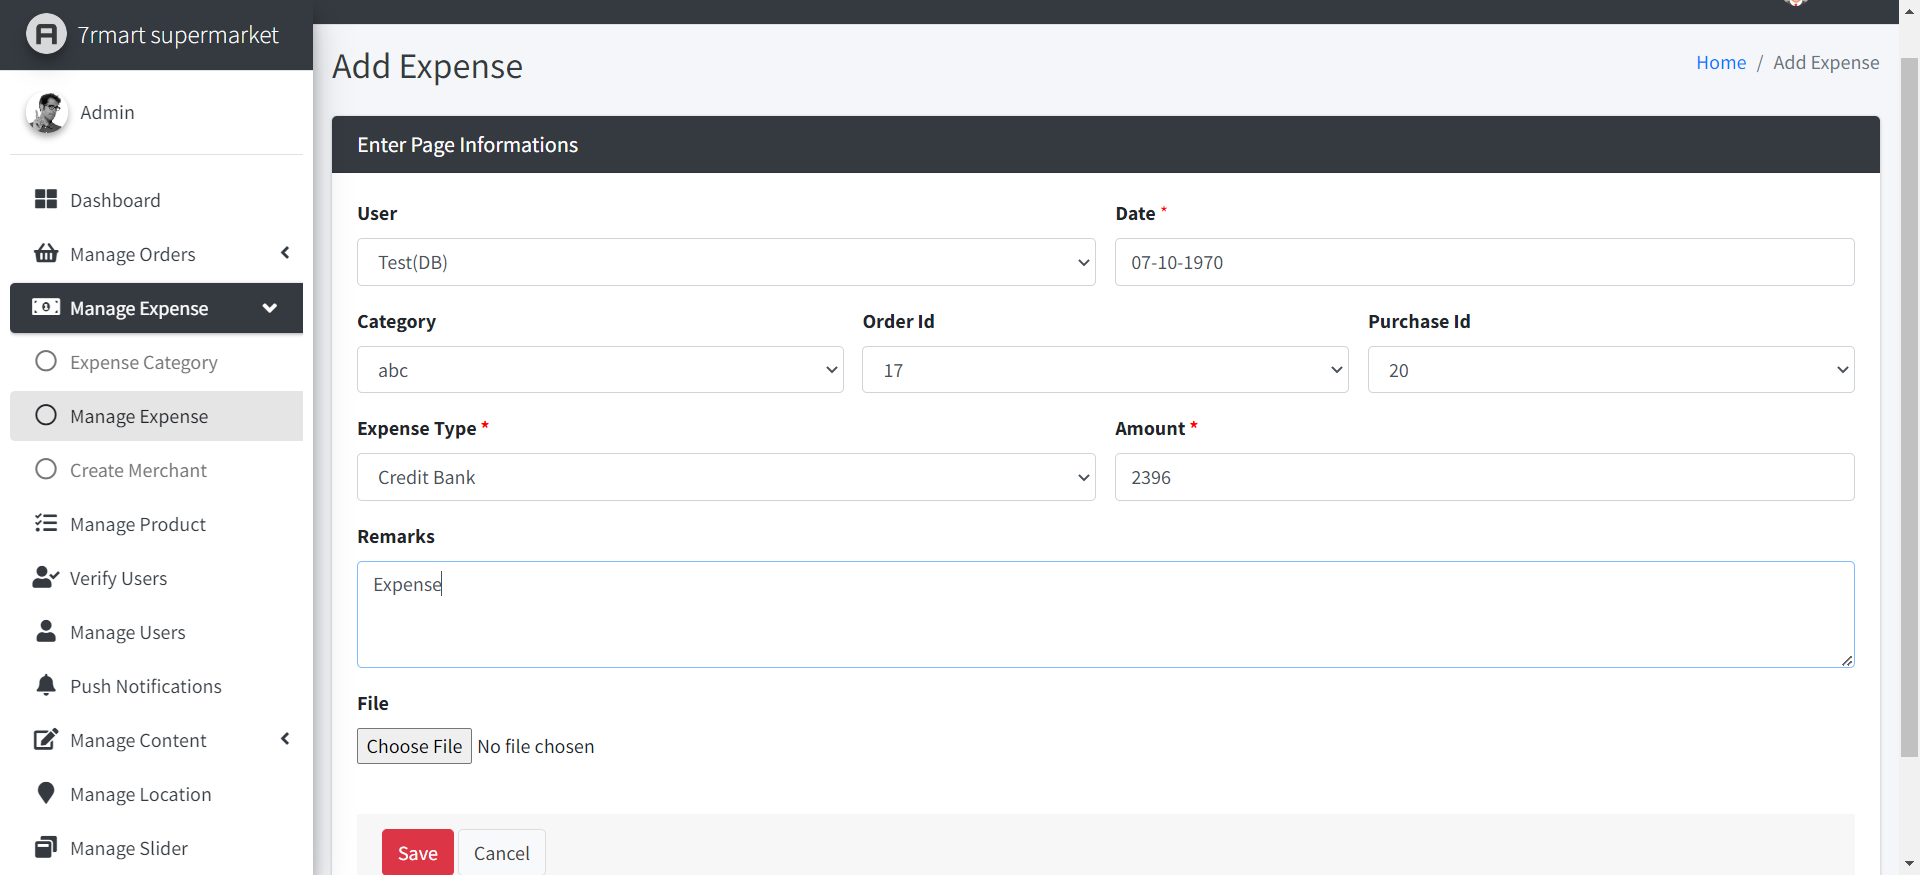 7rmart supermarket
Admin
Dashboard
Manage Orders
Manage Expense
Expense Category
Manage Expense
Create Merchant
Manage Product
Verify Users
Manage Users
Push Notifications
Manage Content
Manage Location
Manage Slider
Add Expense
Home / Add Expense
Enter Page Informations
User
Date *
Test(DB)
07-10-1970
Category
Order Id
Purchase Id
abc
17
20
Expense Type *
Amount *
Credit Bank
2396
Remarks
Expense
File
Choose File No file chosen
Save
Cancel